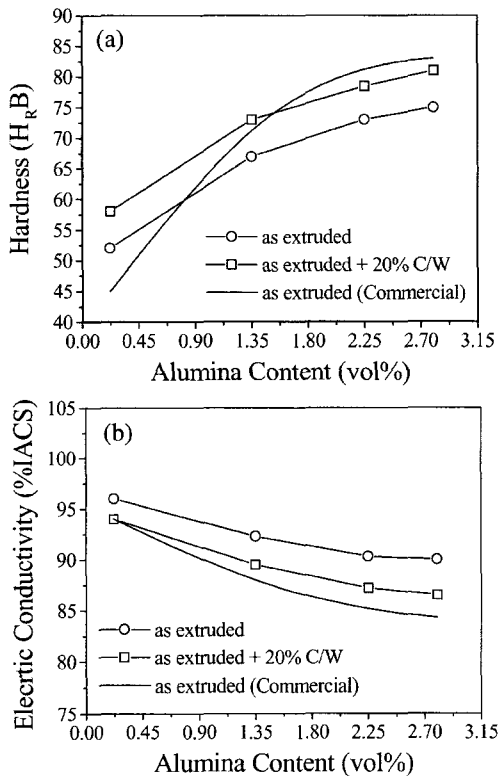 (a)
Hardness (HRB)
90
85
80
75
70
65
60
55
50
45
40
as extruded
as extruded + 20% C/W
as extruded (Commercial)
0.00 0.45 0.90 1.35 1.80 2.25 2.70 3.15
Alumina Content (vol%)
(b)
Elecrtic Conductivity (%IACS)
105
100
95
90
85
80
75
as extruded
as extruded + 20% C/W
as extruded (Commercial)
0.00 0.45 0.90 1.35 1.80 2.25 2.70 3.15
Alumina Content (vol%)